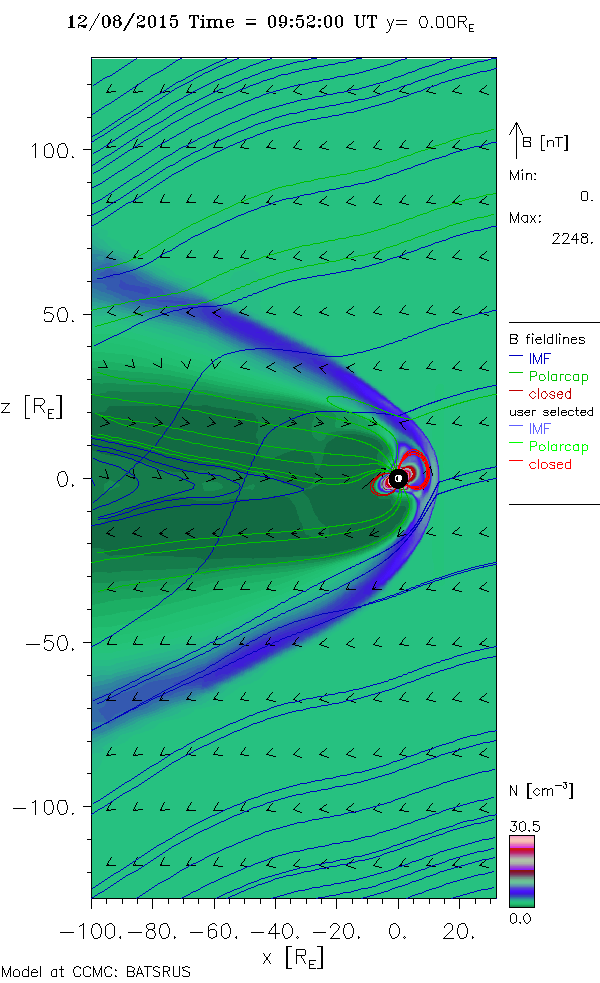 12/08/2015 Time = 09:52:00 UT y= 0.00R_E
B [nT]
Min:
0.
Max:
2248.
B fieldlines
IMF
Polarcap
closed
user selected
IMF
Polarcap
closed
N [cm⁻³]
30.5
0.0
100.
50.
z [R_E]
0.
−50.
−100.
−100. −80. −60. −40. −20. 0. 20.
x [R_E]
Model at CCMC: BATSRUS